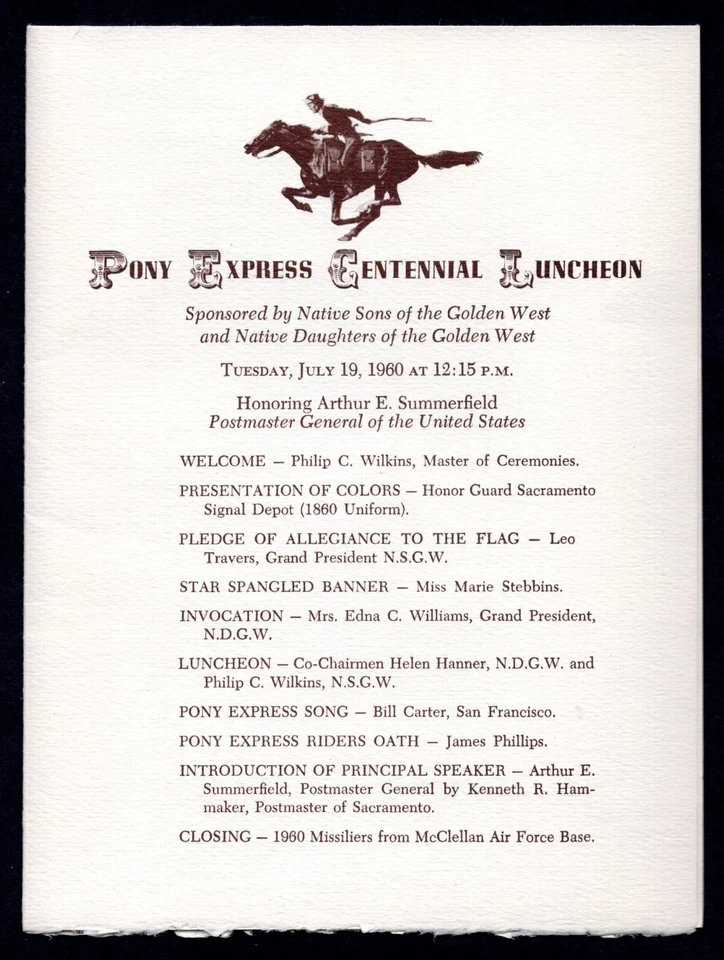 Pony Express Centennial Luncheon
Sponsored by Native Sons of the Golden West
and Native Daughters of the Golden West
Tuesday, July 19, 1960 at 12:15 p.m.
Honoring Arthur E. Summerfield
Postmaster General of the United States
WELCOME — Philip C. Wilkins, Master of Ceremonies.
PRESENTATION OF COLORS — Honor Guard Sacramento
Signal Depot (1860 Uniform).
PLEDGE OF ALLEGIANCE TO THE FLAG — Leo
Travers, Grand President N.S.G.W.
STAR SPANGLED BANNER — Miss Marie Stebbins.
INVOCATION — Mrs. Edna C. Williams, Grand President,
N.D.G.W.
LUNCHEON — Co-Chairmen Helen Hanner, N.D.G.W. and
Philip C. Wilkins, N.S.G.W.
PONY EXPRESS SONG — Bill Carter, San Francisco.
PONY EXPRESS RIDERS OATH — James Phillips.
INTRODUCTION OF PRINCIPAL SPEAKER — Arthur E.
Summerfield, Postmaster General by Kenneth R. Ham-
maker, Postmaster of Sacramento.
CLOSING — 1960 Missiliers from McClellan Air Force Base.